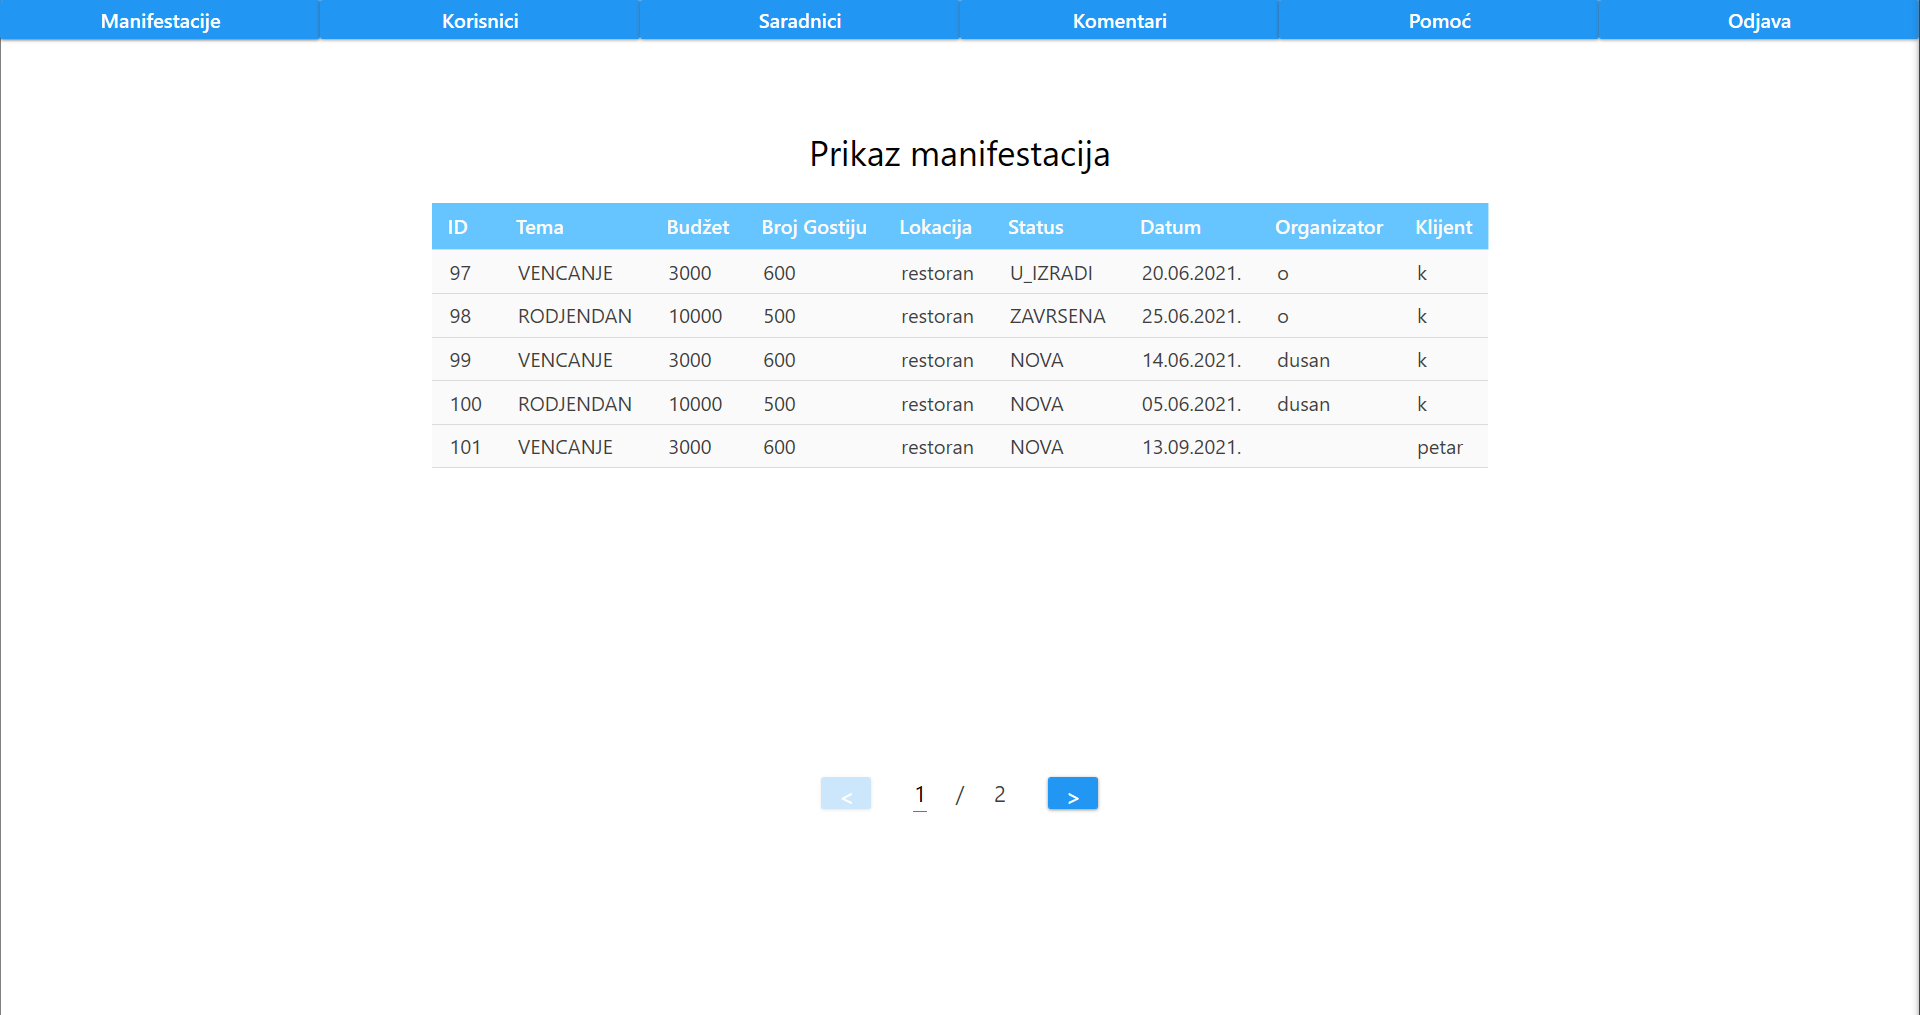 Manifestacije Korisnici Saradnici Komentari Pomoć Odjava
Prikaz manifestacija
ID Tema Budžet Broj Gostiju Lokacija Status Datum Organizator Klijent
97 VENCANJE 3000 600 restoran U_IZRADI 20.06.2021. o k
98 RODJENDAN 10000 500 restoran ZAVRSENA 25.06.2021. o k
99 VENCANJE 3000 600 restoran NOVA 14.06.2021. dusan k
100 RODJENDAN 10000 500 restoran NOVA 05.06.2021. dusan k
101 VENCANJE 3000 600 restoran NOVA 13.09.2021. petar
< 1 / 2 >